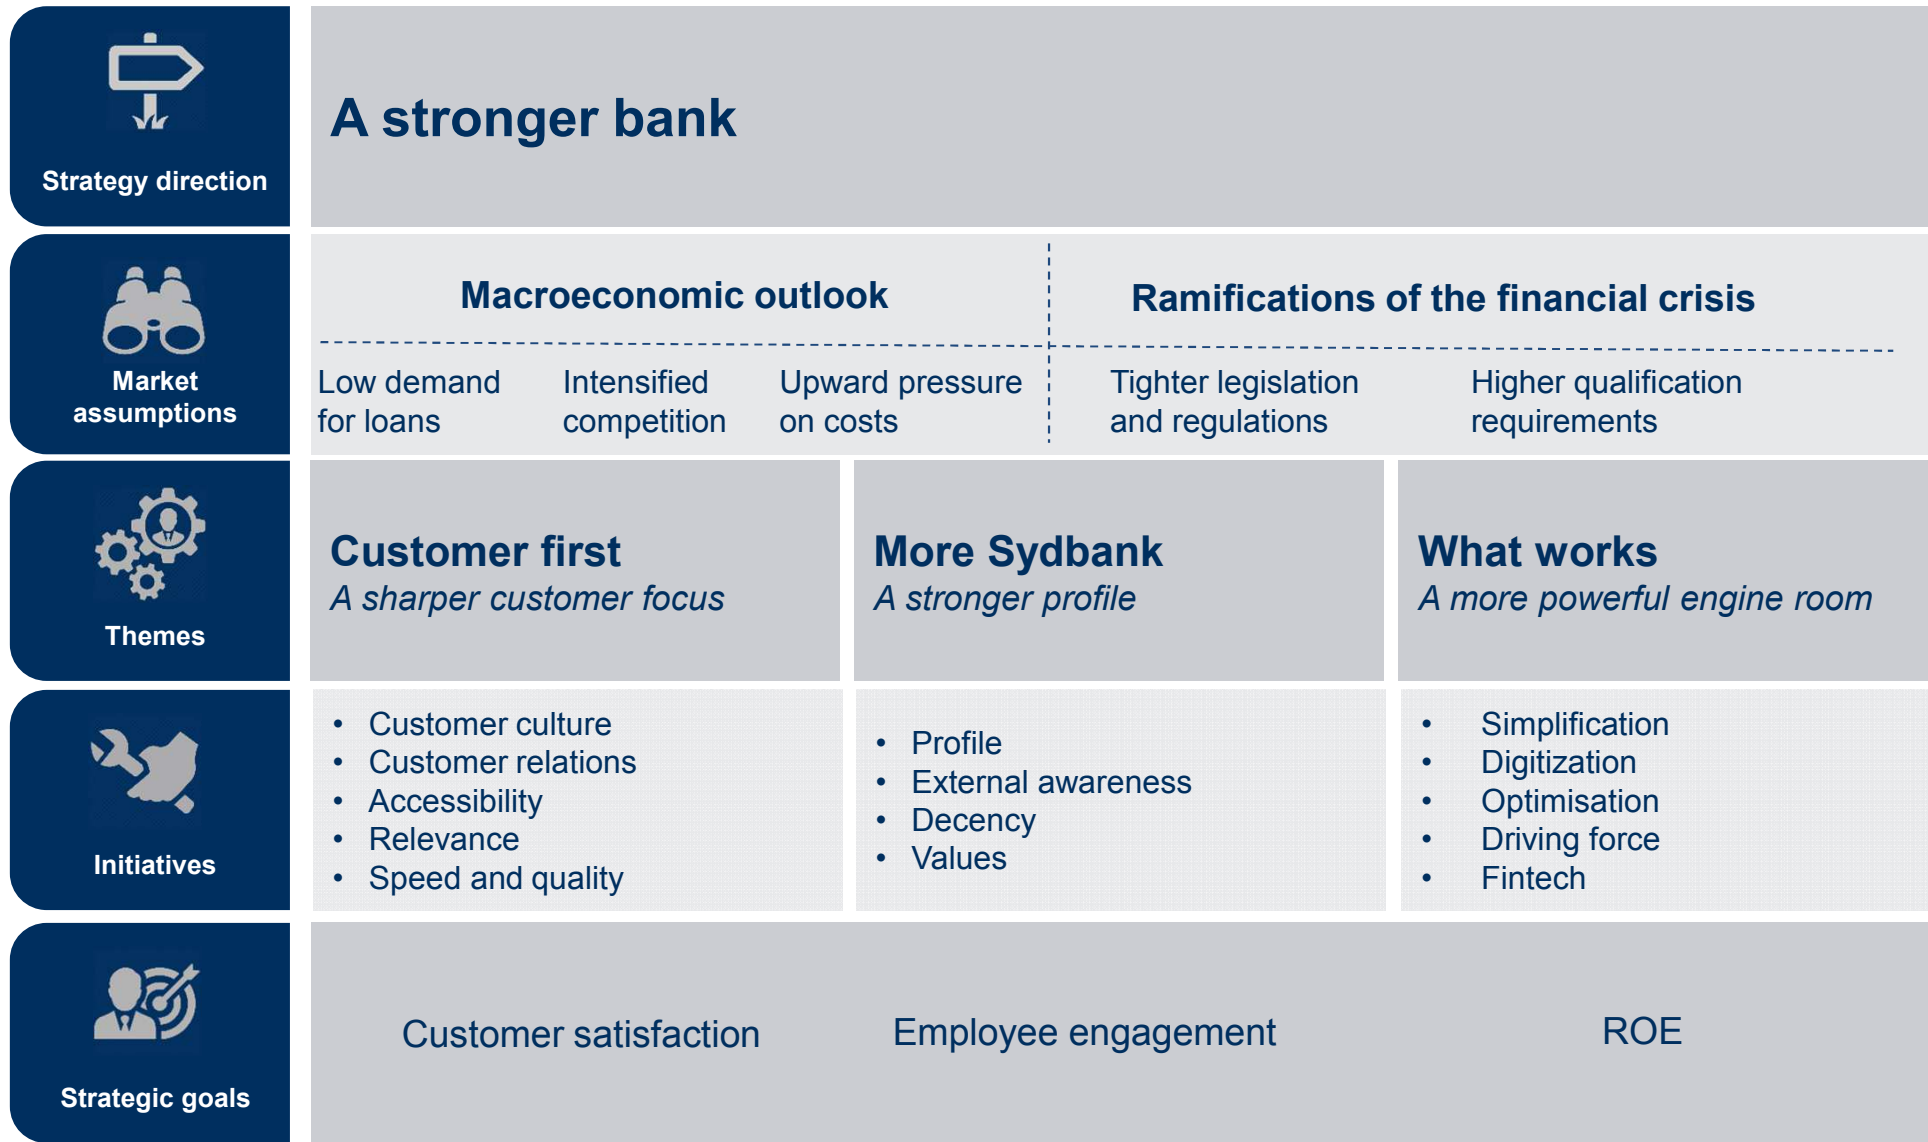 Strategy direction
A stronger bank
Market
assumptions
Macroeconomic outlook
Low demand
for loans
Intensified
competition
Upward pressure
on costs
Ramifications of the financial crisis
Tighter legislation
and regulations
Higher qualification
requirements
Themes
Customer first
A sharper customer focus
More Sydbank
A stronger profile
What works
A more powerful engine room
Initiatives
• Customer culture
• Customer relations
• Accessibility
• Relevance
• Speed and quality
• Profile
• External awareness
• Decency
• Values
• Simplification
• Digitization
• Optimisation
• Driving force
• Fintech
Strategic goals
Customer satisfaction
Employee engagement
ROE